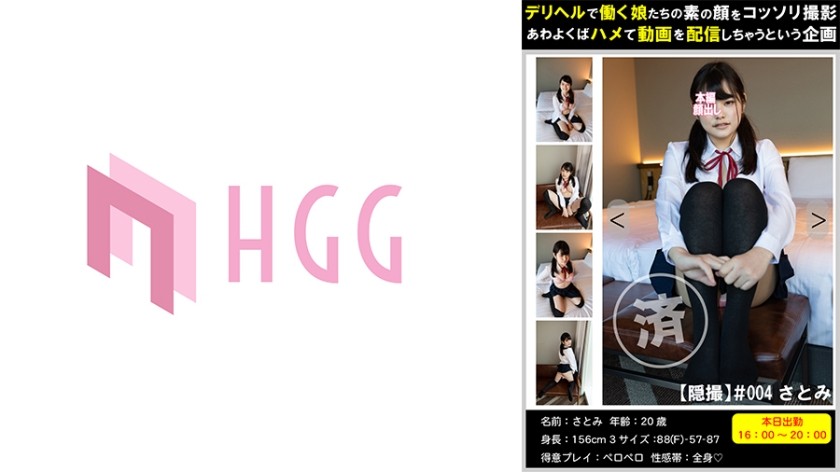 HGG
デリヘルで働く娘たちの素の顔をコッソリ撮影
あわよくばハメて動画を配信しちゃうという企画
本編
顔出し
<
>
済
【隠撮】#004 さとみ
名前：さとみ 年齢：20歳
身長：156cm 3サイズ:88(F)-57-87
得意プレイ：ペロペロ 性感帯：全身♡
本日出勤
16：00～20：00